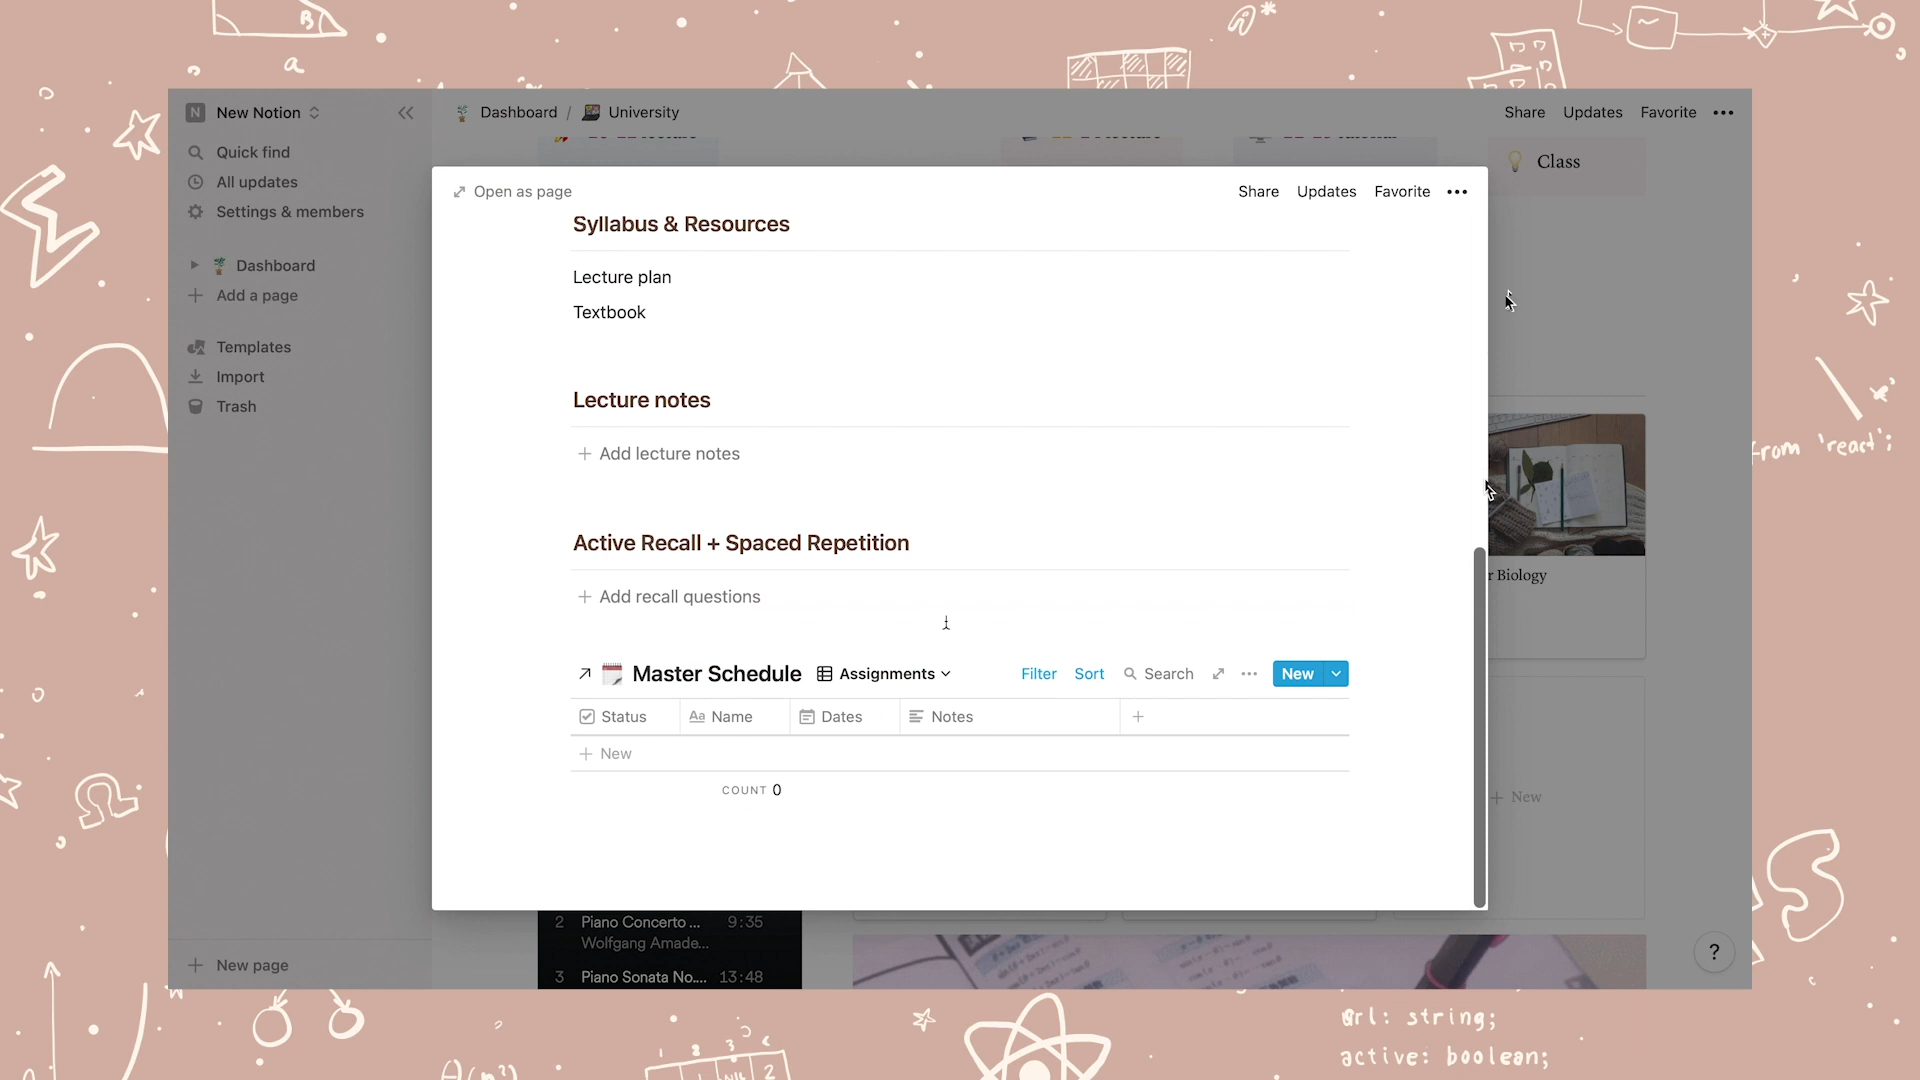 B
a
N New Notion
Quick find
All updates
Settings & members
Dashboard
Add a page
Templates
Import
Trash
New page
Dashboard / University
Share Updates Favorite
Class
Open as page
Share Updates Favorite
Syllabus & Resources
Lecture plan
Textbook
Lecture notes
Add lecture notes
Active Recall + Spaced Repetition
Add recall questions
Master Schedule Assignments
Filter Sort Search New
Status Aa Name Dates Notes
New
COUNT 0
r Biology
New
2 Piano Concerto ... 9:35
Wolfgang Amade...
3 Piano Sonata No.... 13:48
?
from 'react';
Ω
1 2 3
url: string;
active: boolean;